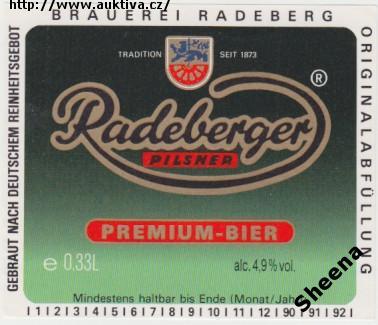 http://www.auktiva.cz/
BRAUEREI RADEBERG
GEBRAUT NACH DEUTSCHEM REINHEITSGEBOT
ORIGINALABFÜLLUNG
TRADITION SEIT 1873
®
Radeberger
PILSNER
PREMIUM-BIER
e 0.33L
alc. 4,9 % vol.
Mindestens haltbar bis Ende (Monat/Jahr)
| 1 | 2 | 3 | 4 | 5 | 6 | 7 | 8 | 9 | 10 | 11 | 12 | 90 | 91 | 92 |
Sheena